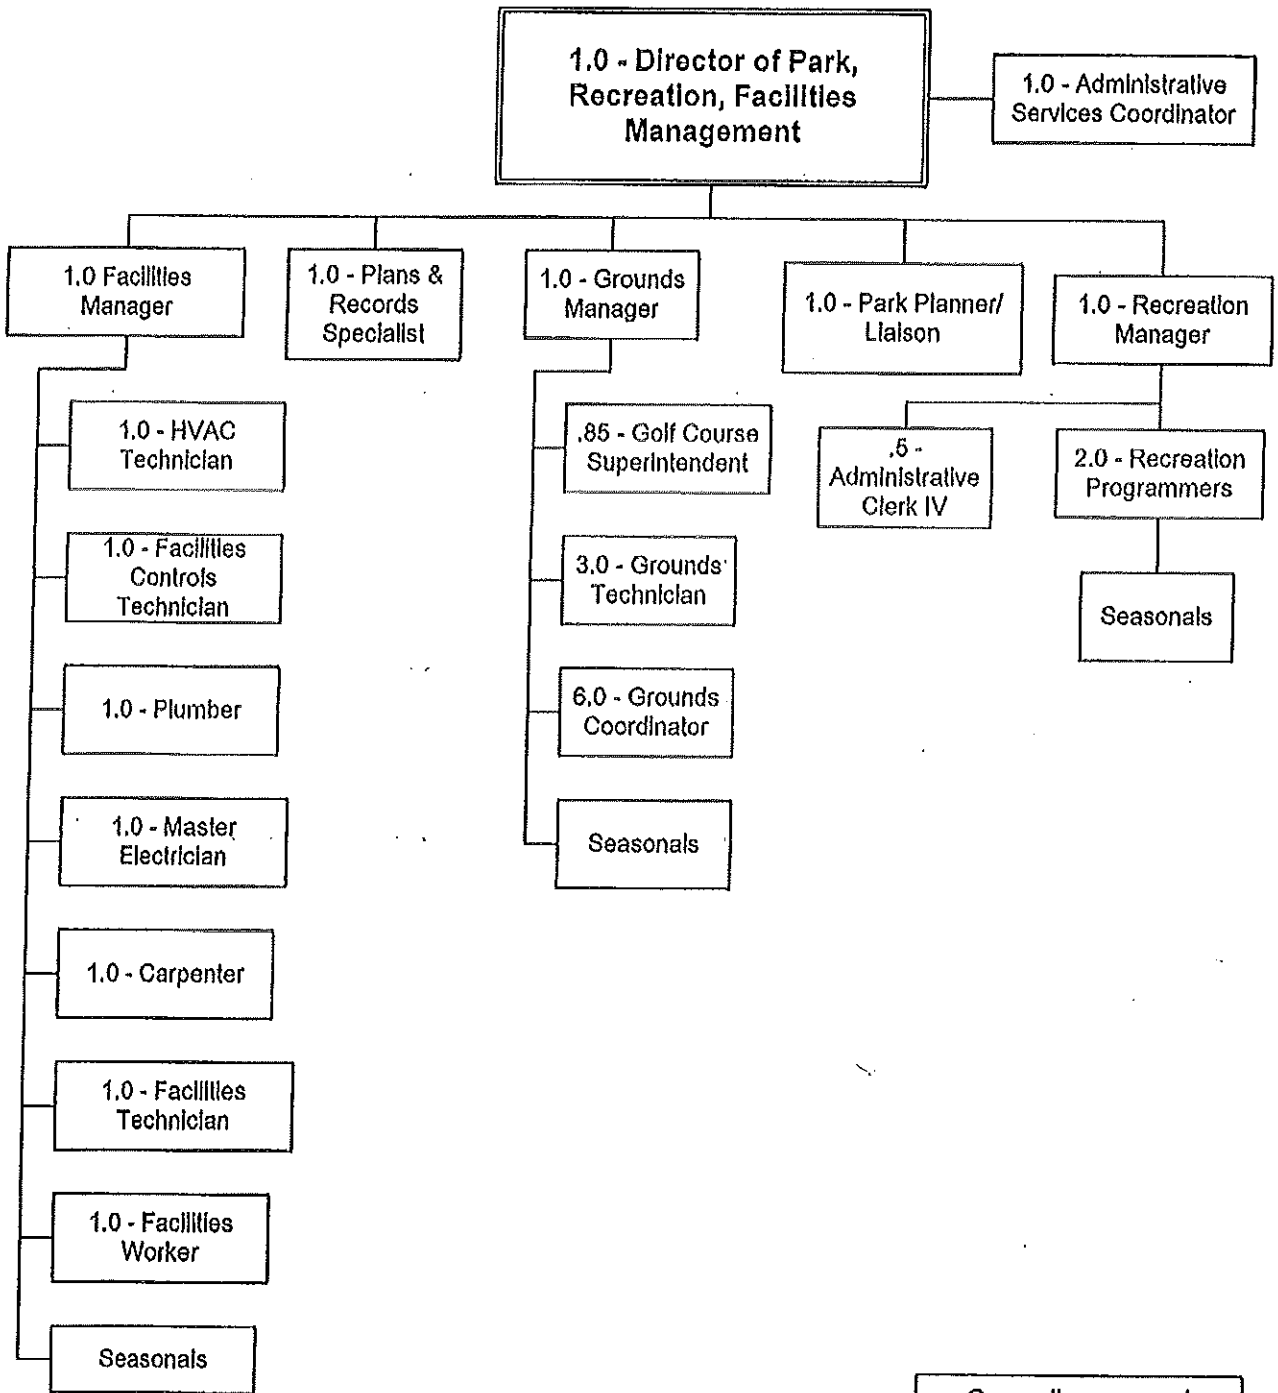 1.0 - Director of Park,
Recreation, Facilities
Management
1.0 - Administrative
Services Coordinator
1.0 Facilities
Manager
1.0 - Plans &
Records
Specialist
1.0 - Grounds
Manager
1.0 - Park Planner/
Liaison
1.0 - Recreation
Manager
1.0 - HVAC
Technician
1.0 - Facilities
Controls
Technician
1.0 - Plumber
1.0 - Master
Electrician
1.0 - Carpenter
1.0 - Facilities
Technician
1.0 - Facilities
Worker
Seasonals
.85 - Golf Course
Superintendent
3.0 - Grounds
Technician
6.0 - Grounds
Coordinator
Seasonals
.5 -
Administrative
Clerk IV
2.0 - Recreation
Programmers
Seasonals